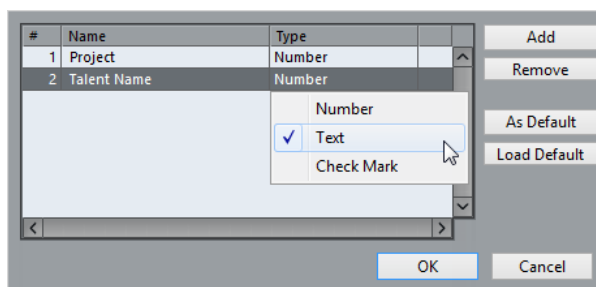 # Name Type
1 Project Number
2 Talent Name Number
Number
Text
Check Mark
Add
Remove
As Default
Load Default
OK Cancel